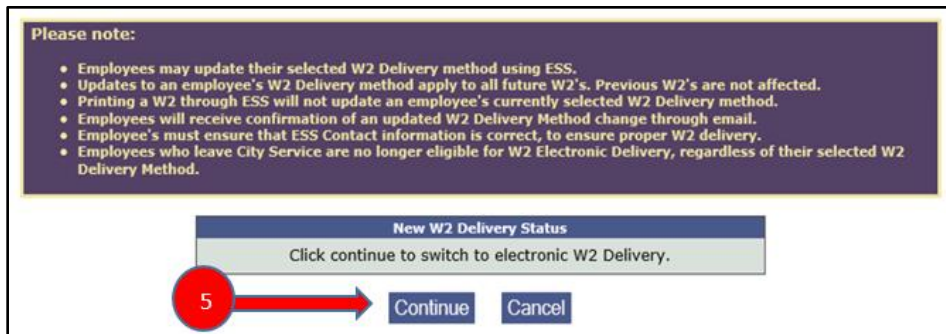 Please note:
• Employees may update their selected W2 Delivery method using ESS.
• Updates to an employee's W2 Delivery method apply to all future W2's. Previous W2's are not affected.
• Printing a W2 through ESS will not update an employee's currently selected W2 Delivery method.
• Employees will receive confirmation of an updated W2 Delivery Method change through email.
• Employee's must ensure that ESS Contact information is correct, to ensure proper W2 delivery.
• Employees who leave City Service are no longer eligible for W2 Electronic Delivery, regardless of their selected W2
Delivery Method.
New W2 Delivery Status
Click continue to switch to electronic W2 Delivery.
5 Continue Cancel